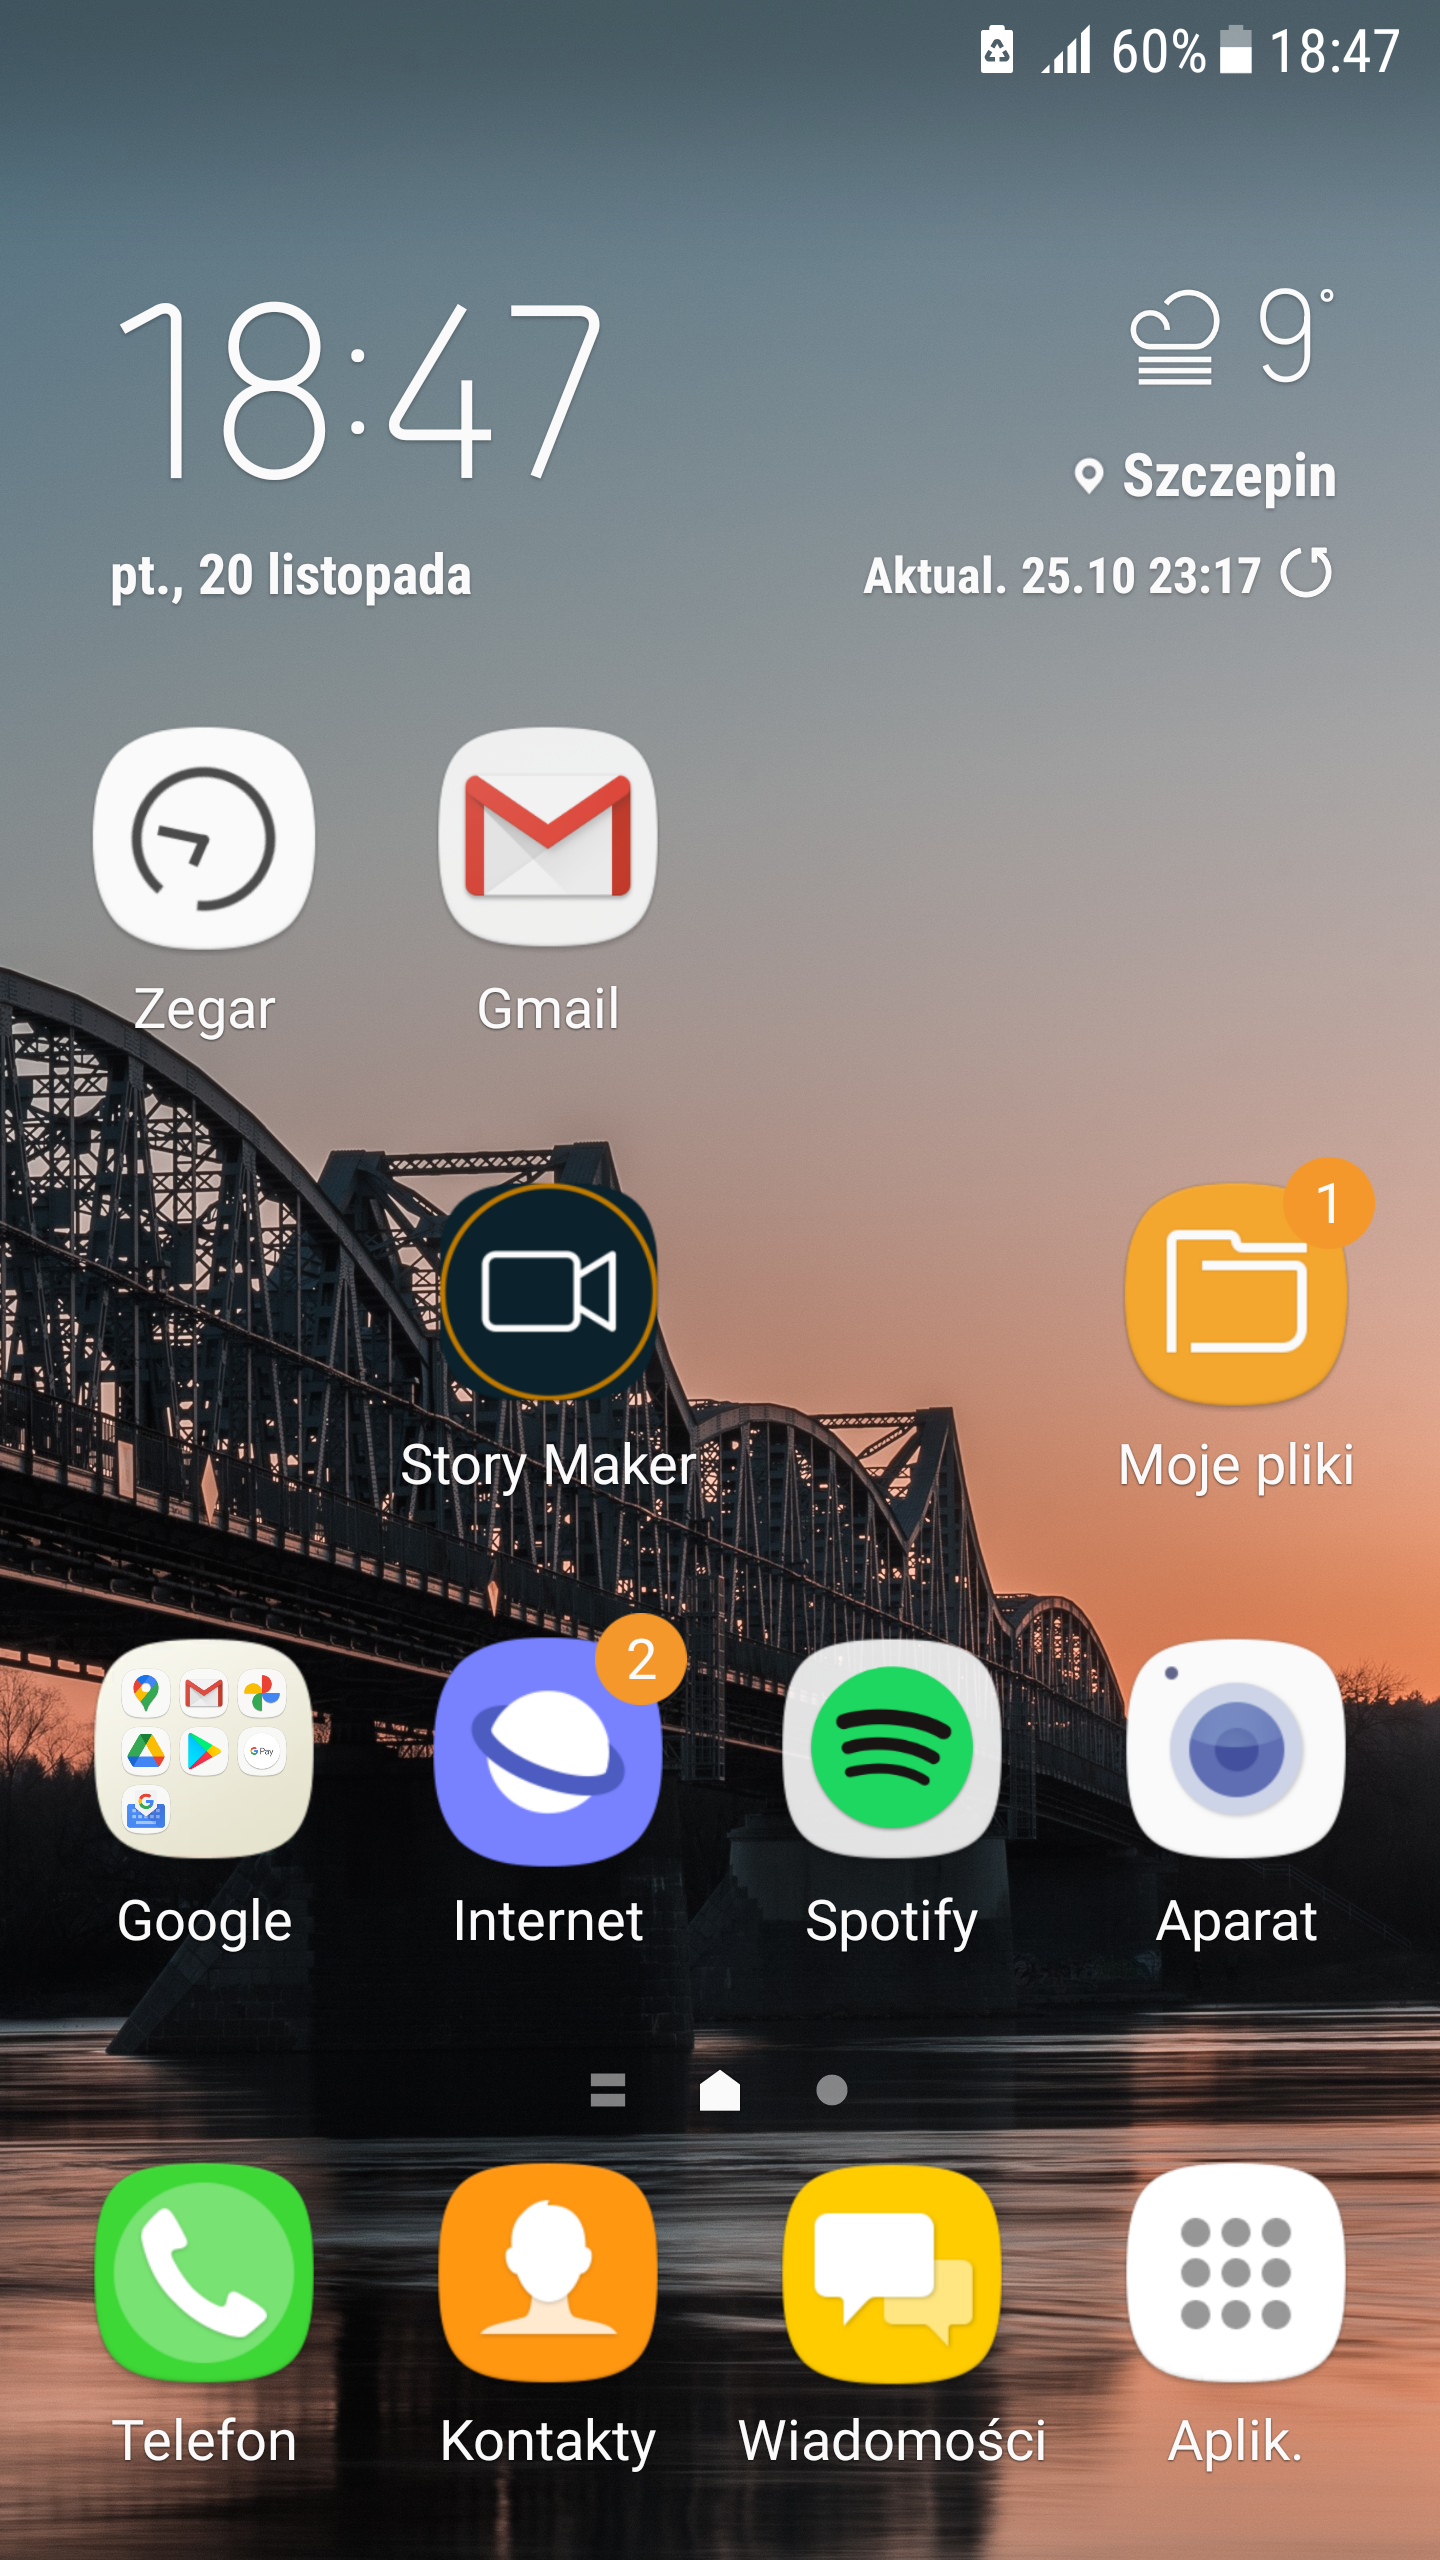 60% 18:47
18:47
9°
Szczepin
pt., 20 listopada
Aktual. 25.10 23:17
Zegar
Gmail
1
Story Maker
Moje pliki
2
G Pay
Google
Internet
Spotify
Aparat
Telefon
Kontakty
Wiadomości
Aplik.